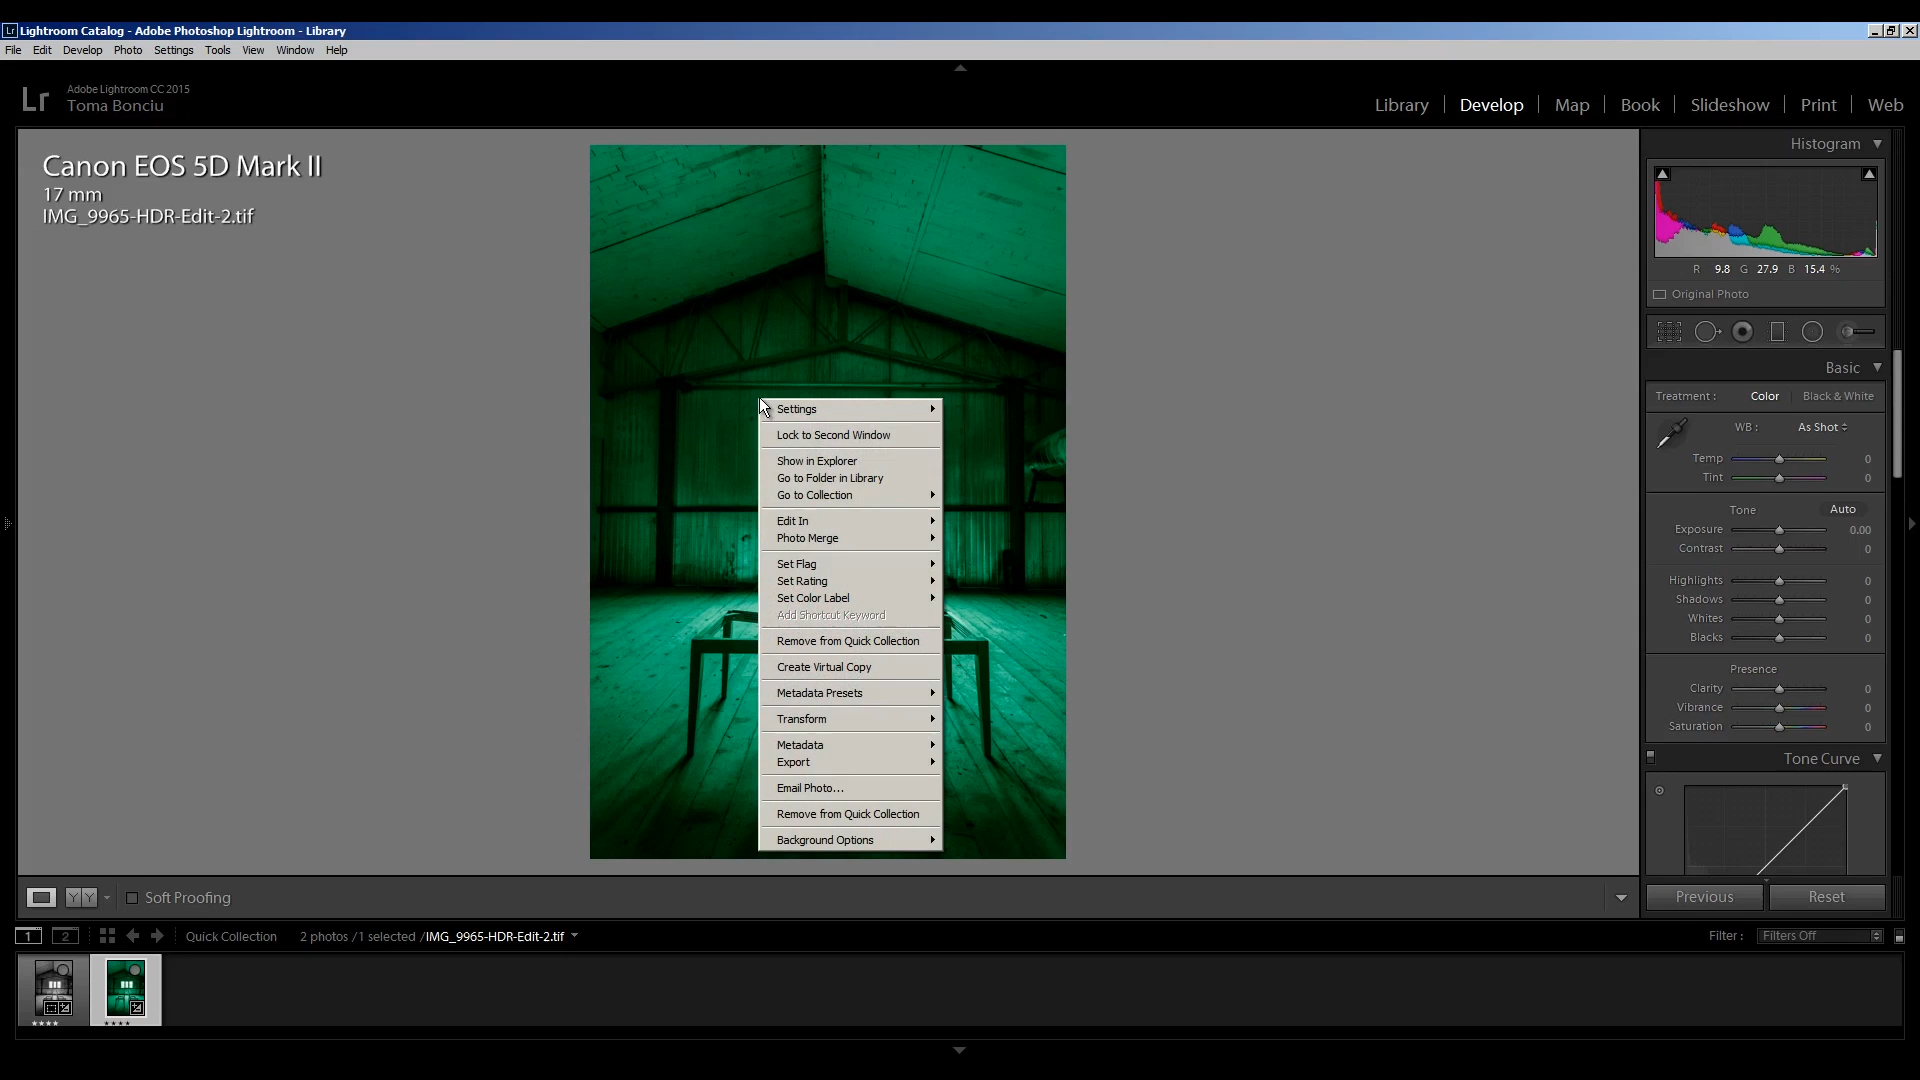 Lr Lightroom Catalog - Adobe Photoshop Lightroom - Library
File Edit Develop Photo Settings Tools View Window Help
Lr Adobe Lightroom CC 2015
Toma Bonciu
Library Develop Map Book Slideshow Print Web
Canon EOS 5D Mark II
17 mm
IMG_9965-HDR-Edit-2.tif
Settings
Lock to Second Window
Show in Explorer
Go to Folder in Library
Go to Collection
Edit In
Photo Merge
Set Flag
Set Rating
Set Color Label
Add Shortcut Keyword
Remove from Quick Collection
Create Virtual Copy
Metadata Presets
Transform
Metadata
Export
Email Photo...
Remove from Quick Collection
Background Options
Histogram
R 9.8 G 27.9 B 15.4 %
Original Photo
Basic
Treatment : Color Black & White
WB : As Shot
Temp 0
Tint 0
Tone Auto
Exposure 0.00
Contrast 0
Highlights 0
Shadows 0
Whites 0
Blacks 0
Presence
Clarity 0
Vibrance 0
Saturation 0
Tone Curve
Previous Reset
Y Y Soft Proofing
1 2 Quick Collection 2 photos /1 selected /IMG_9965-HDR-Edit-2.tif Filter : Filters Off